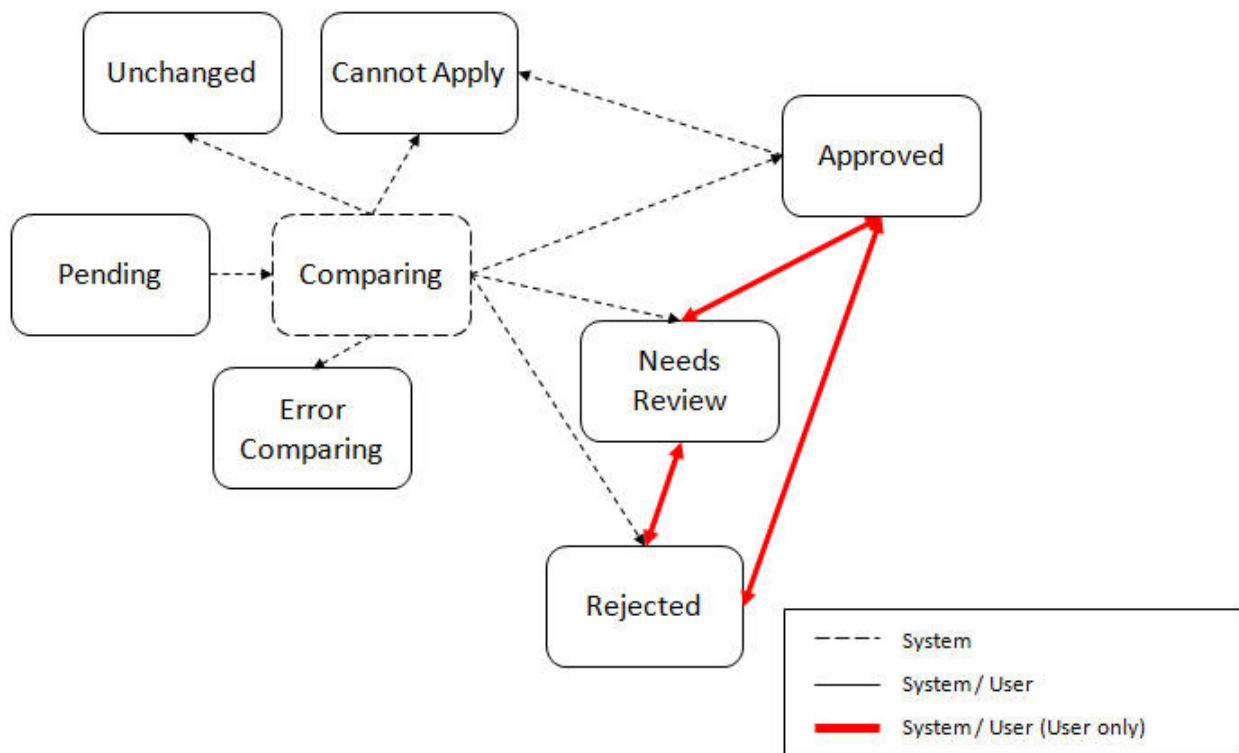 Unchanged
Cannot Apply
Approved
Pending
Comparing
Needs
Review
Error
Comparing
Rejected
System
System / User
System / User (User only)